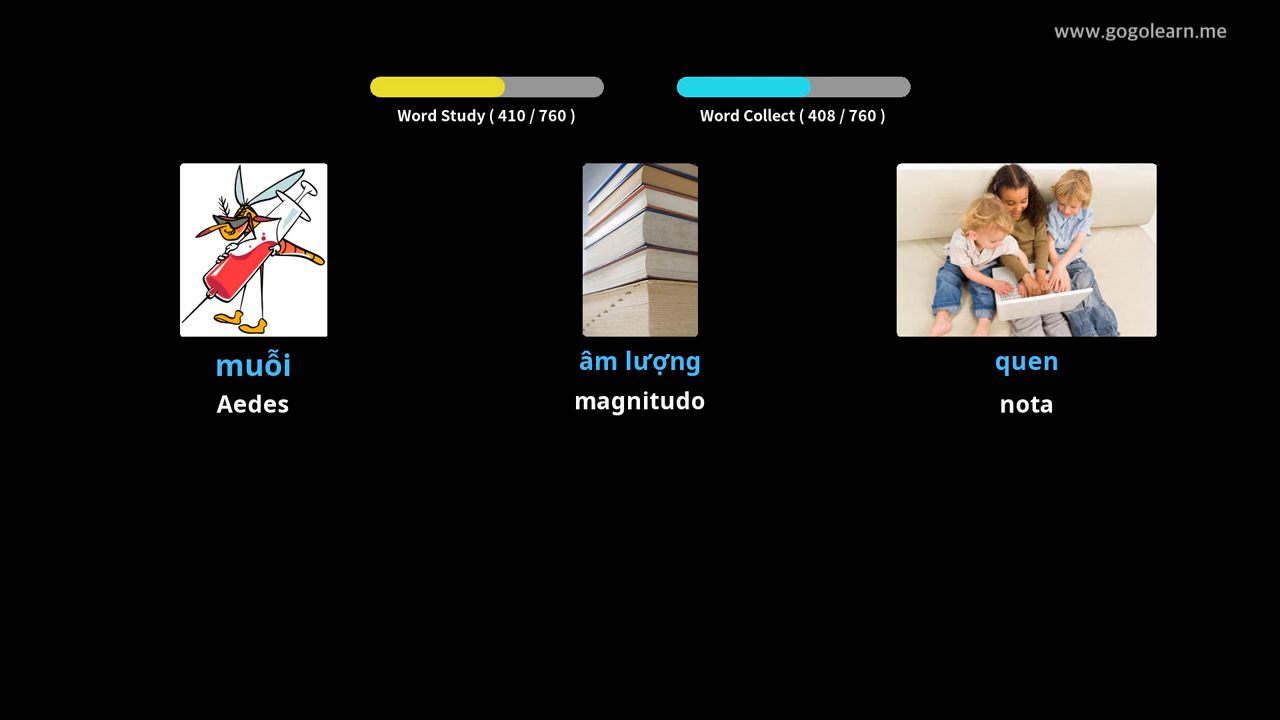 www.gogolearn.me
Word Study ( 410 / 760 )
Word Collect ( 408 / 760 )
muỗi
Aedes
âm lượng
magnitudo
quen
nota